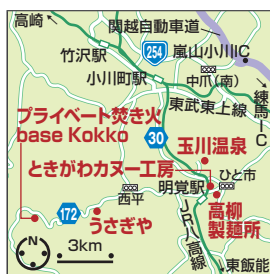 高崎
関越自動車道
竹沢駅
254
嵐山小川IC
小川町駅
中爪(南)
練馬IC
東武東上線
プライベート焚き火
base Kokko
30
玉川温泉
ときがわカヌー工房
ひと市
明覚駅
西平
172
うさぎや
高柳
製麺所
JR八高線
N
3km
東飯能